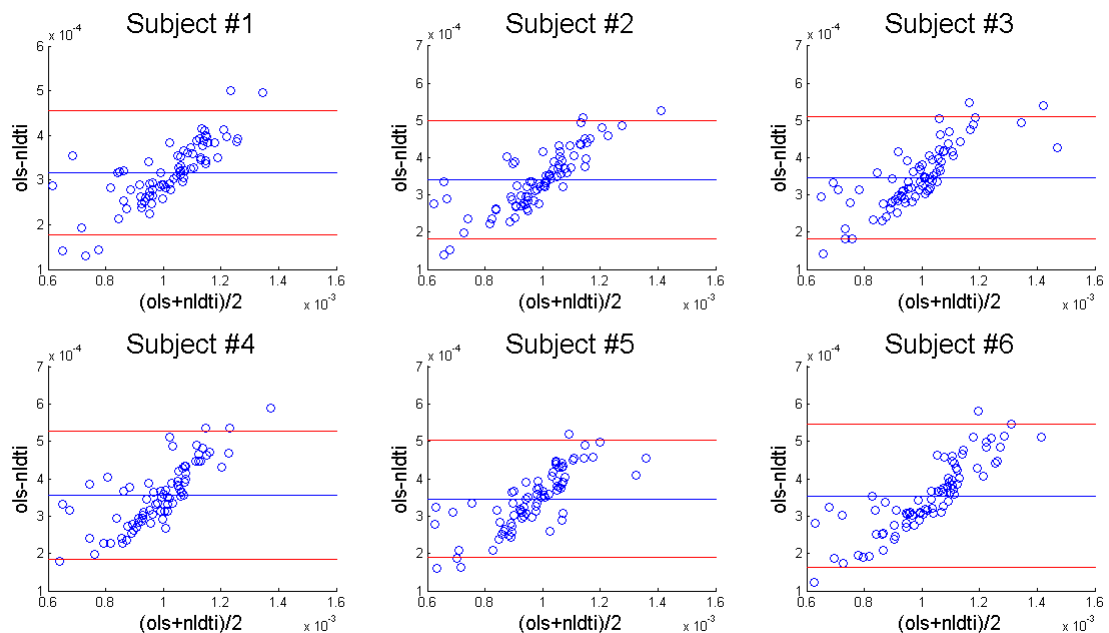 Subject #1
x 10⁻⁴
6
5
4
3
2
1
ols-nldti
0.6 0.8 1 1.2 1.4 1.6
x 10⁻³
(ols+nldti)/2
Subject #2
x 10⁻⁴
7
6
5
4
3
2
1
ols-nldti
0.6 0.8 1 1.2 1.4 1.6
x 10⁻³
(ols+nldti)/2
Subject #3
x 10⁻⁴
7
6
5
4
3
2
1
ols-nldti
0.6 0.8 1 1.2 1.4 1.6
x 10⁻³
(ols+nldti)/2
Subject #4
x 10⁻⁴
7
6
5
4
3
2
1
ols-nldti
0.6 0.8 1 1.2 1.4 1.6
x 10⁻³
(ols+nldti)/2
Subject #5
x 10⁻⁴
7
6
5
4
3
2
1
ols-nldti
0.6 0.8 1 1.2 1.4 1.6
x 10⁻³
(ols+nldti)/2
Subject #6
x 10⁻⁴
7
6
5
4
3
2
1
ols-nldti
0.6 0.8 1 1.2 1.4 1.6
x 10⁻³
(ols+nldti)/2